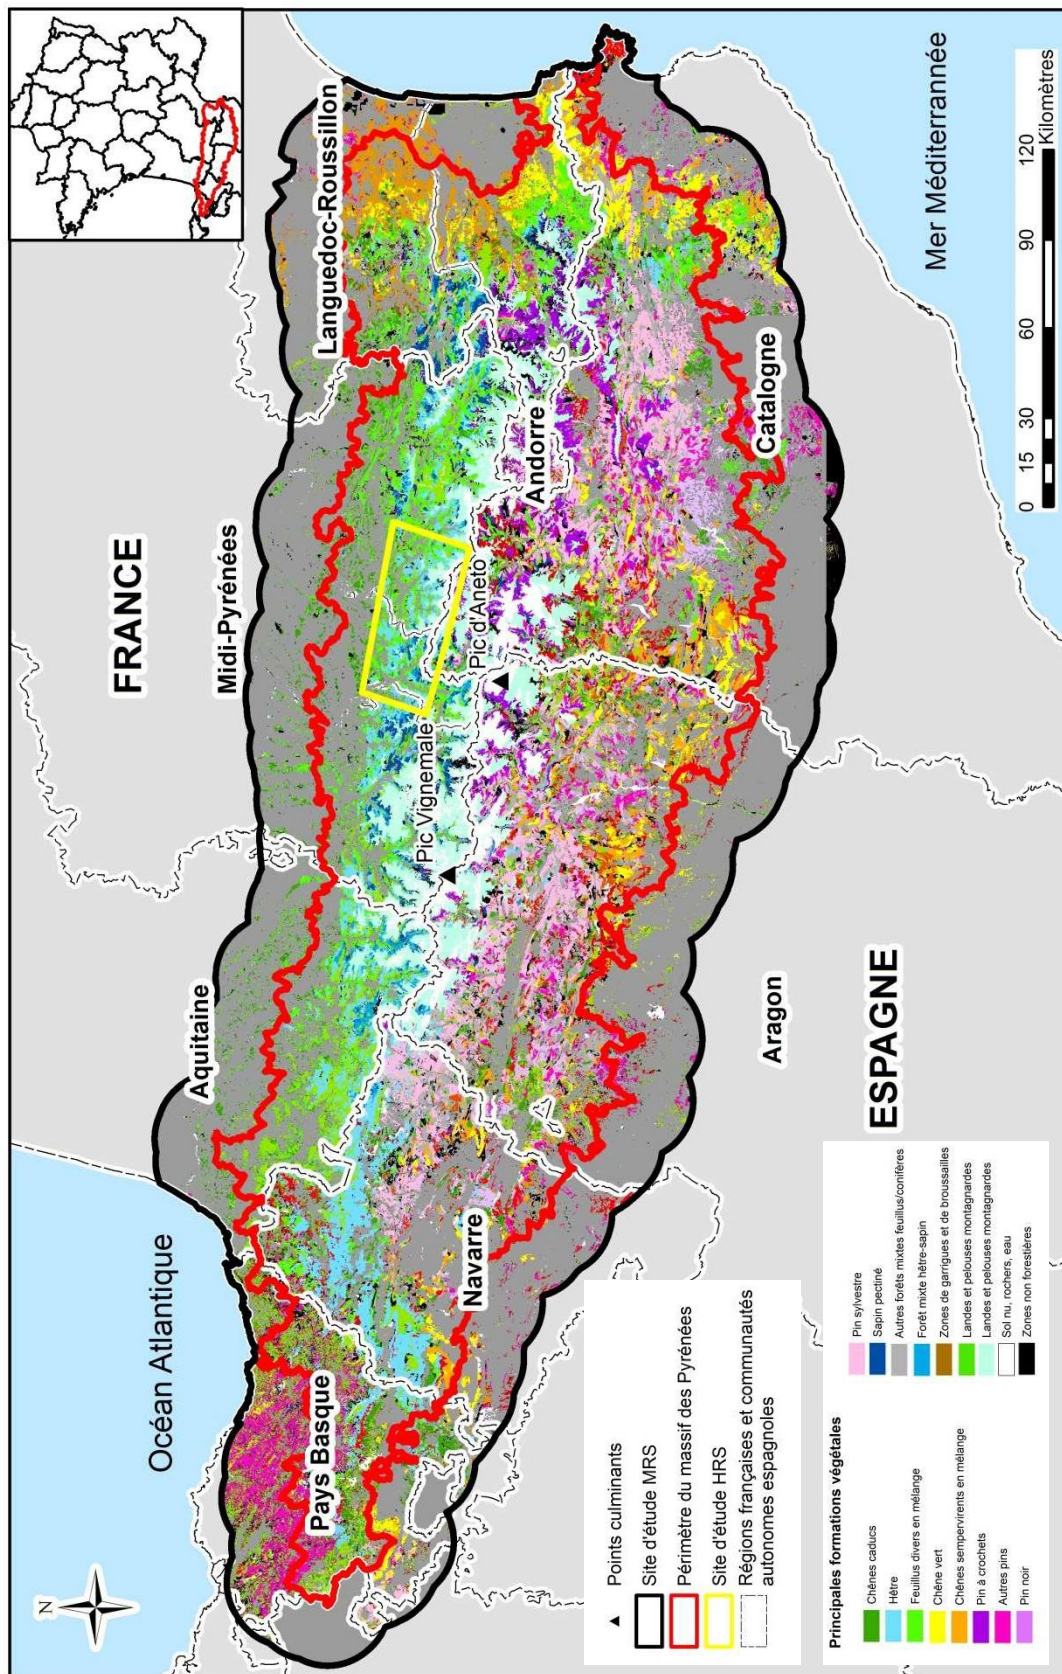 N
Océan Atlantique
FRANCE
Aquitaine
Midi-Pyrénées
Languedoc-Roussillon
Pays Basque
Navarre
Pic Vignemale
Pic d'Aneto
Andorre
Catalogne
Aragon
ESPAGNE
Mer Méditerrannée
0 15 30 60 90 120
Kilomètres
Points culminants
Site d'étude MRS
Périmètre du massif des Pyrénées
Site d'étude HRS
Régions françaises et communautés
autonomes espagnoles
Principales formations végétales
Chênes caducs
Hêtre
Feuillus divers en mélange
Chêne vert
Chênes sempervirents en mélange
Pin à crochets
Autres pins
Pin noir
Pin sylvestre
Sapin pectiné
Autres forêts mixtes feuillus/conifères
Forêt mixte hêtre-sapin
Zones de garrigues et de broussailles
Landes et pelouses montagnardes
Landes et pelouses montagnardes
Sol nu, rochers, eau
Zones non forestières